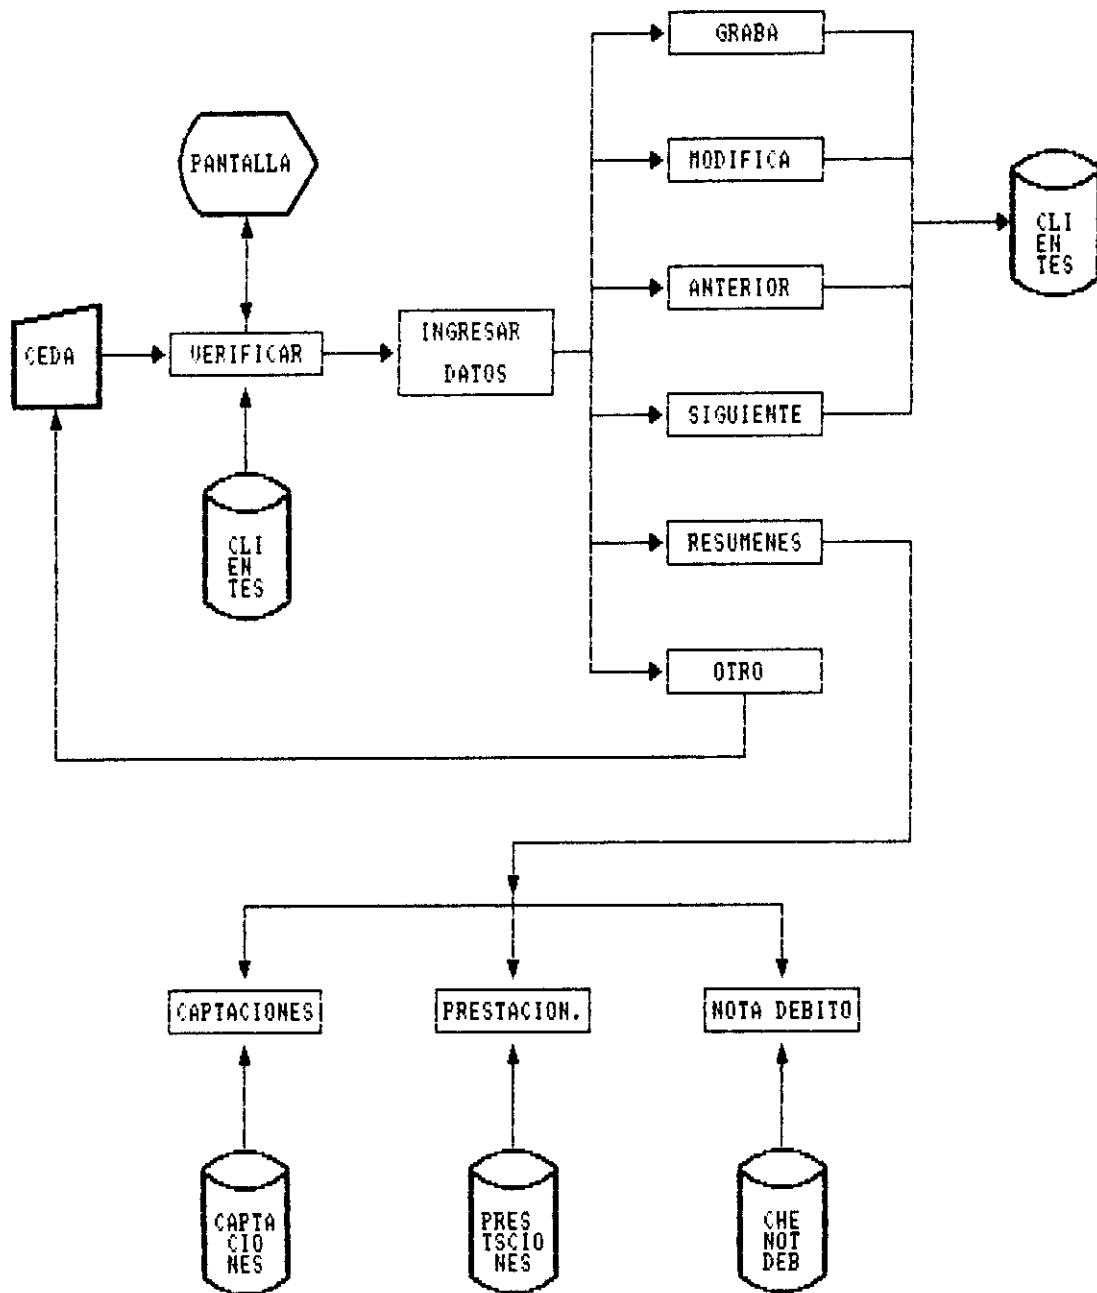 GRABA
PANTALLA
MODIFICA
CLI
EN
TES
ANTERIOR
CEDA
VERIFICAR
INGRESAR
DATOS
SIGUIENTE
CLI
EN
TES
RESUMENES
OTRO
CAPTACIONES
PRESTACION.
NOTA DEBITO
CAPTA
CIO
NES
PRES
TSCIO
NES
CHE
NOT
DEB